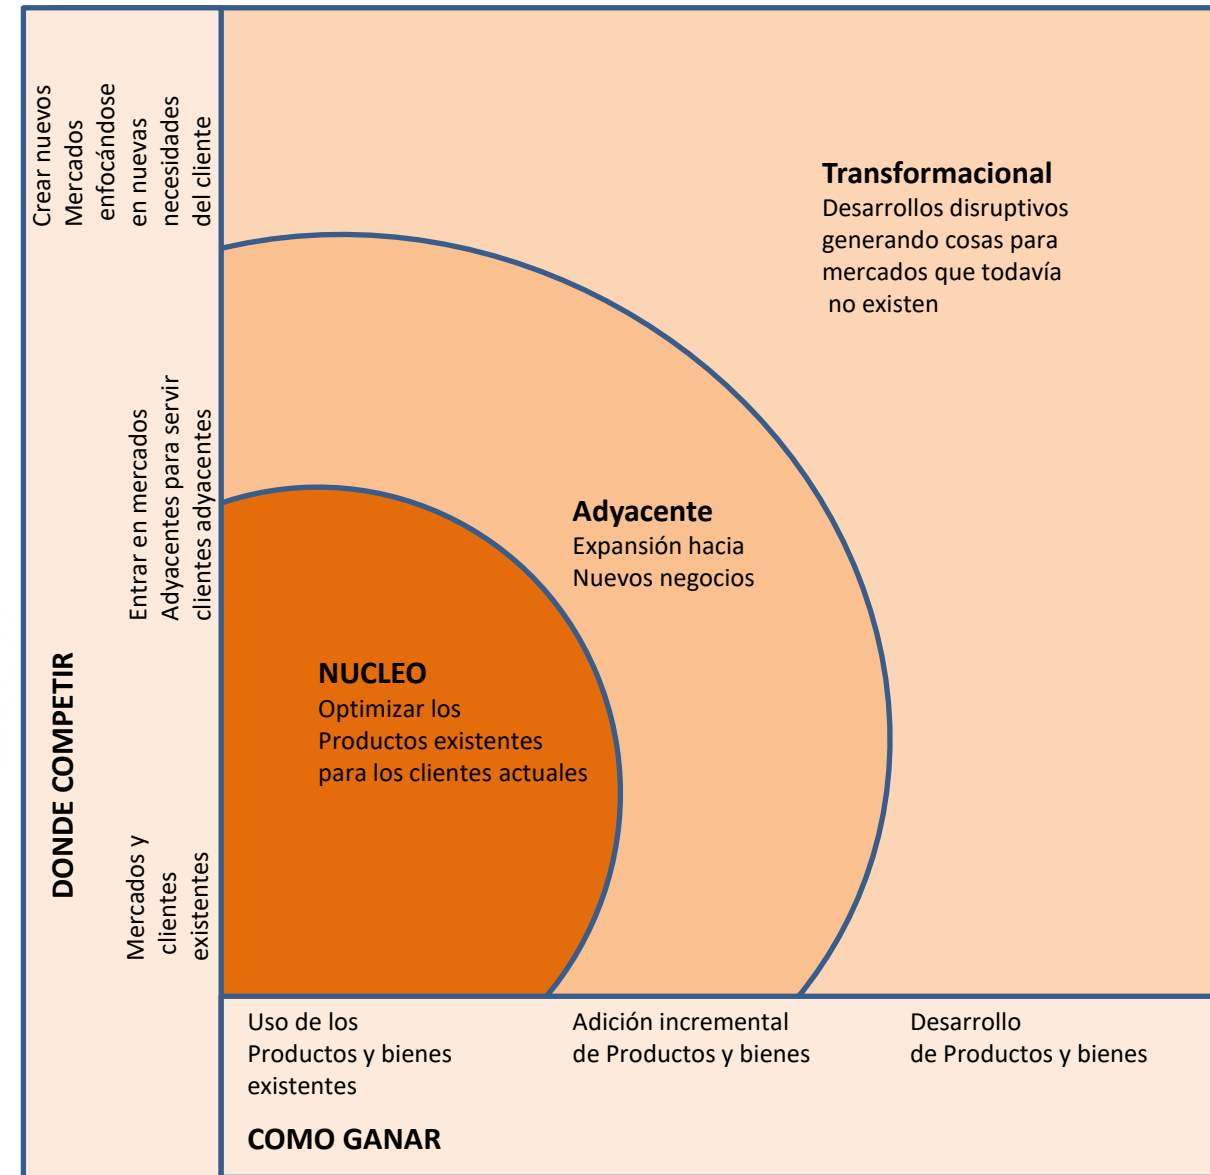 Crear nuevos
Mercados
enfocándose
en nuevas
necesidades
del cliente
Transformacional
Desarrollos disruptivos
generando cosas para
mercados que todavía
no existen
Entrar en mercados
Adyacentes para servir
clientes adyacentes
Adyacente
Expansión hacia
Nuevos negocios
DONDE COMPETIR
NUCLEO
Optimizar los
Productos existentes
para los clientes actuales
Mercados y
clientes
existentes
Uso de los
Productos y bienes
existentes
Adición incremental
de Productos y bienes
Desarrollo
de Productos y bienes
COMO GANAR